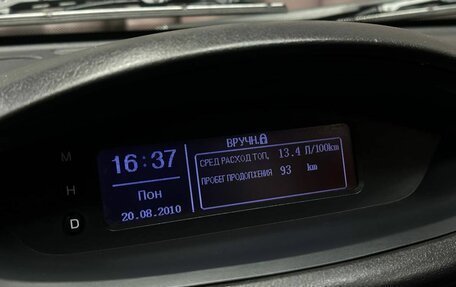 ВРУЧН.
16:37
Пон
20.08.2010
СРЕД РАСХОД ТОП. 13.4 Л/100km
ПРОБЕГ ПРОДОЛЖЕНИЯ 93 km
M
H
D